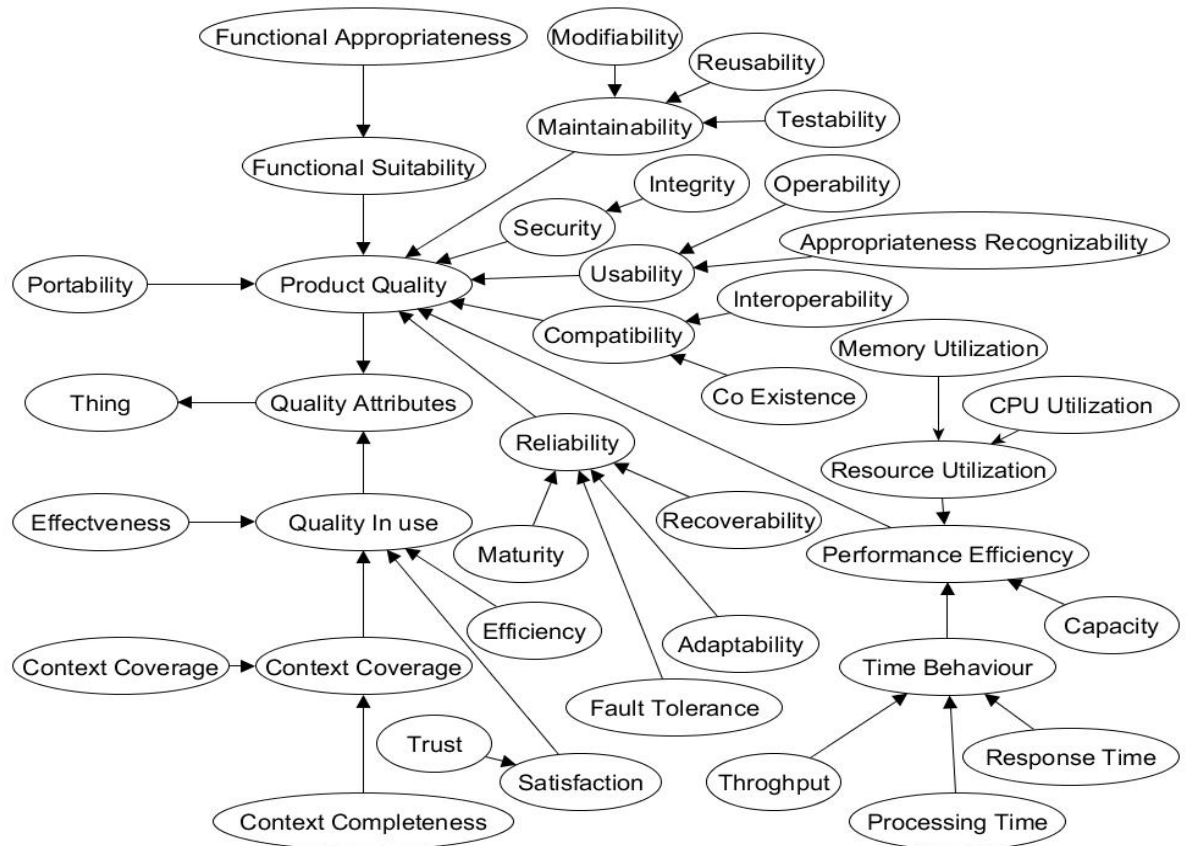 Functional Appropriateness
Modifiability
Reusability
Maintainability
Testability
Functional Suitability
Integrity
Operability
Security
Appropriateness Recognizability
Portability
Product Quality
Usability
Interoperability
Compatibility
Memory Utilization
Thing
Quality Attributes
Co Existence
CPU Utilization
Reliability
Resource Utilization
Effectveness
Quality In use
Recoverability
Maturity
Performance Efficiency
Efficiency
Adaptability
Capacity
Context Coverage
Context Coverage
Time Behaviour
Fault Tolerance
Trust
Satisfaction
Throghput
Response Time
Context Completeness
Processing Time